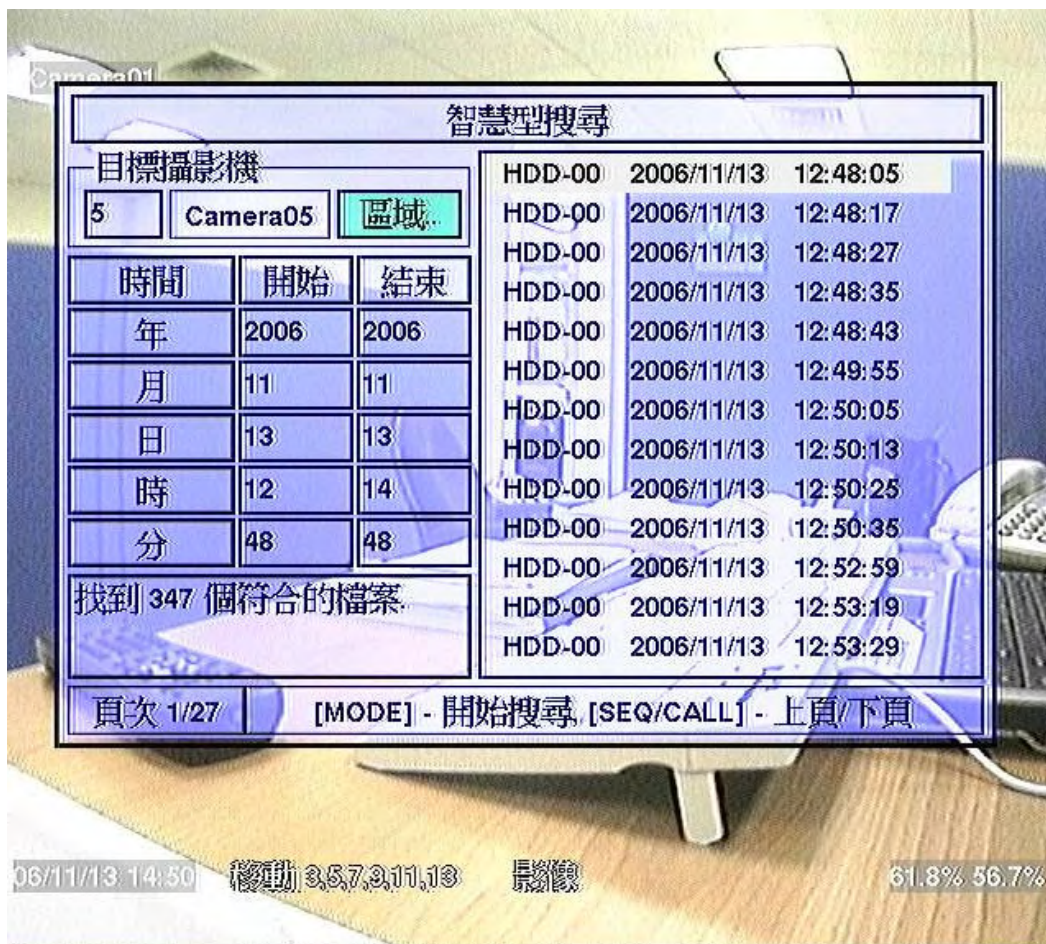 Camera01
智慧型搜尋
目標攝影機
5 Camera05 區域..
時間 開始 結束
年 2006 2006
月 11 11
日 13 13
時 12 14
分 48 48
找到 347 個符合的檔案.
HDD-00 2006/11/13 12:48:05
HDD-00 2006/11/13 12:48:17
HDD-00 2006/11/13 12:48:27
HDD-00 2006/11/13 12:48:35
HDD-00 2006/11/13 12:48:43
HDD-00 2006/11/13 12:49:55
HDD-00 2006/11/13 12:50:05
HDD-00 2006/11/13 12:50:13
HDD-00 2006/11/13 12:50:25
HDD-00 2006/11/13 12:50:35
HDD-00 2006/11/13 12:52:59
HDD-00 2006/11/13 12:53:19
HDD-00 2006/11/13 12:53:29
頁次 1/27 [MODE] - 開始搜尋, [SEQ/CALL] - 上頁/下頁
06/11/13 14:50 移動 3,5,7,9,11,13 影像 61.8% 56.7%